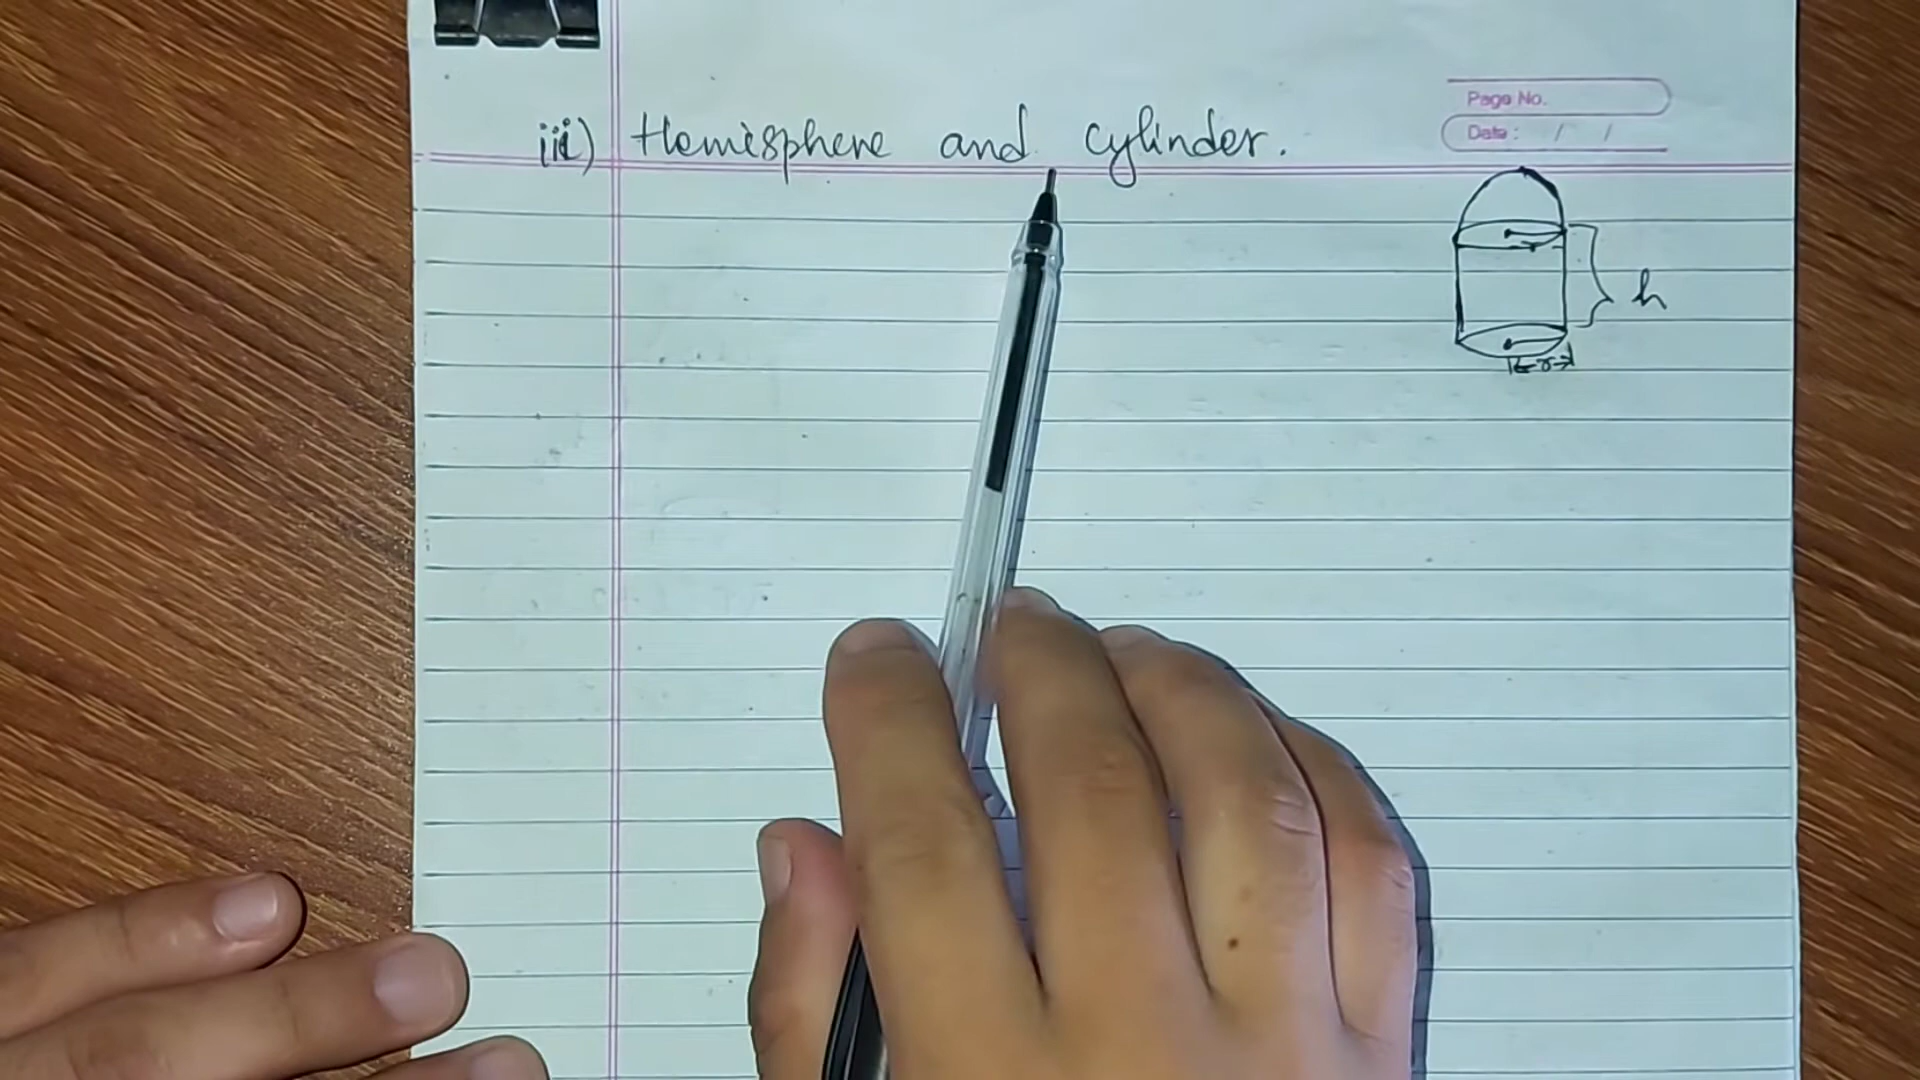 Page No.
Date : / /
iii) Hemisphere and cylinder.
h
r